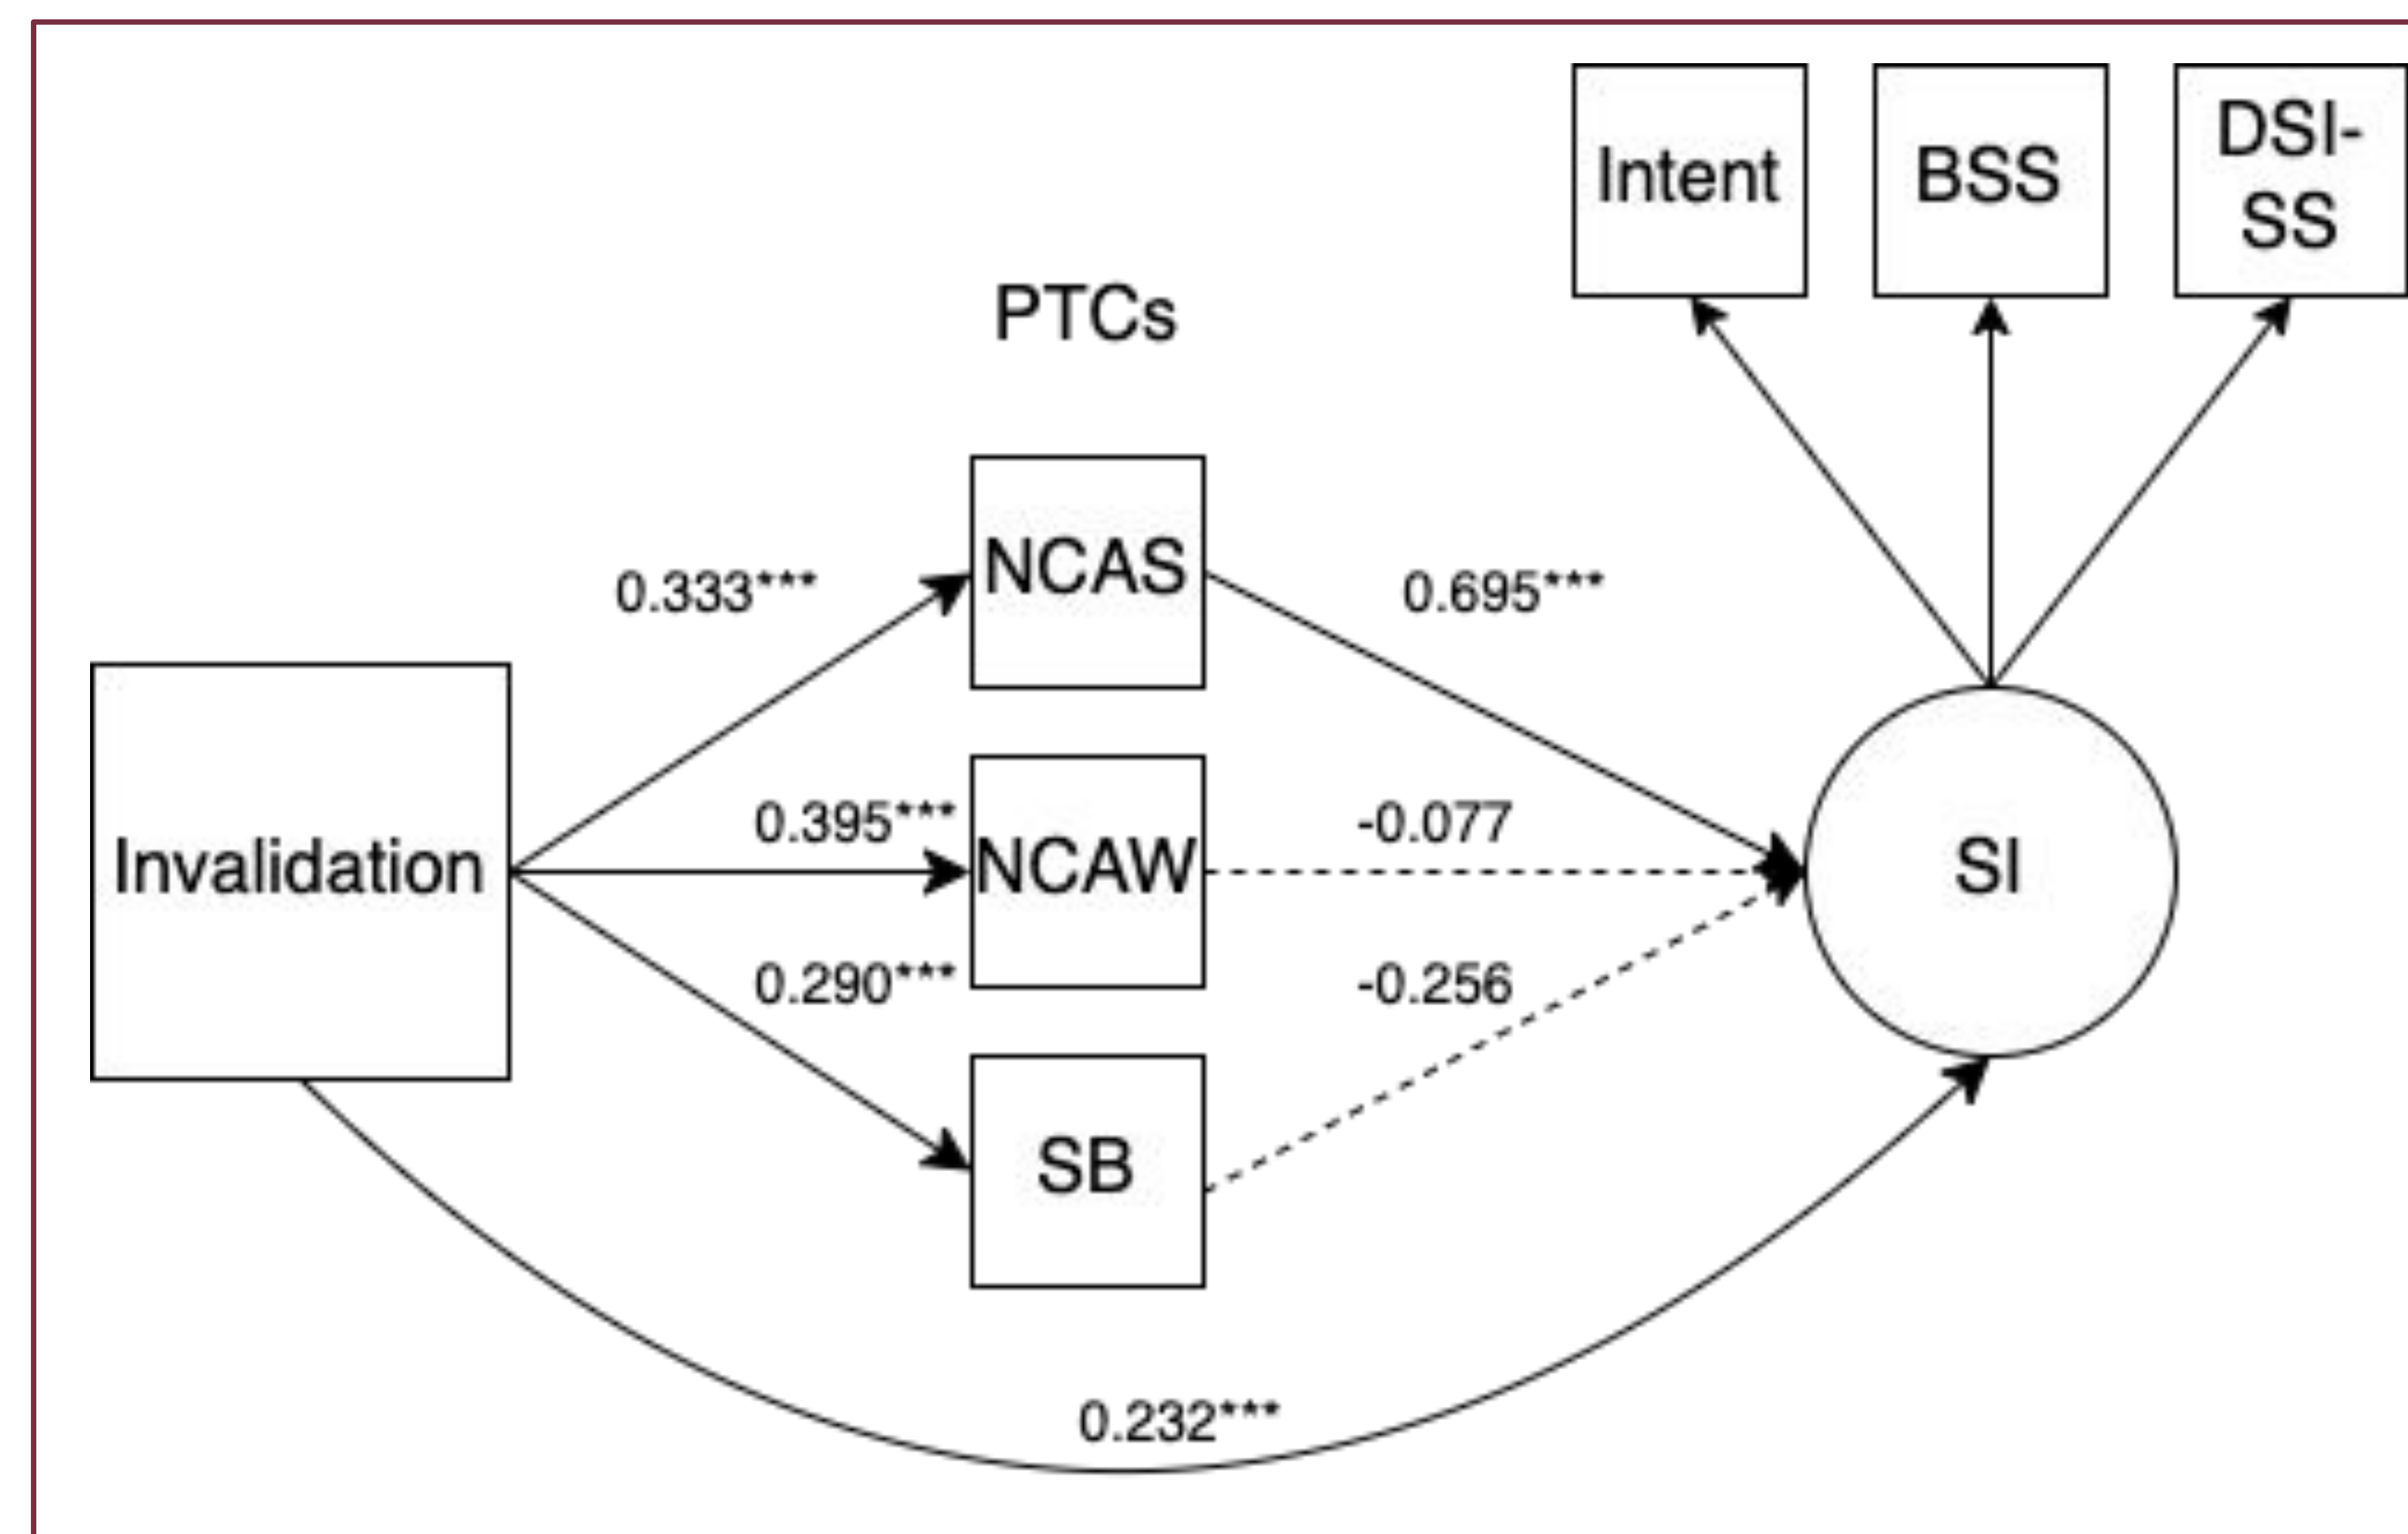 Intent
BSS
DSI-
SS
PTCs
NCAS
0.333***
0.695***
0.395***
-0.077
Invalidation
NCAW
SI
0.290***
-0.256
SB
0.232***